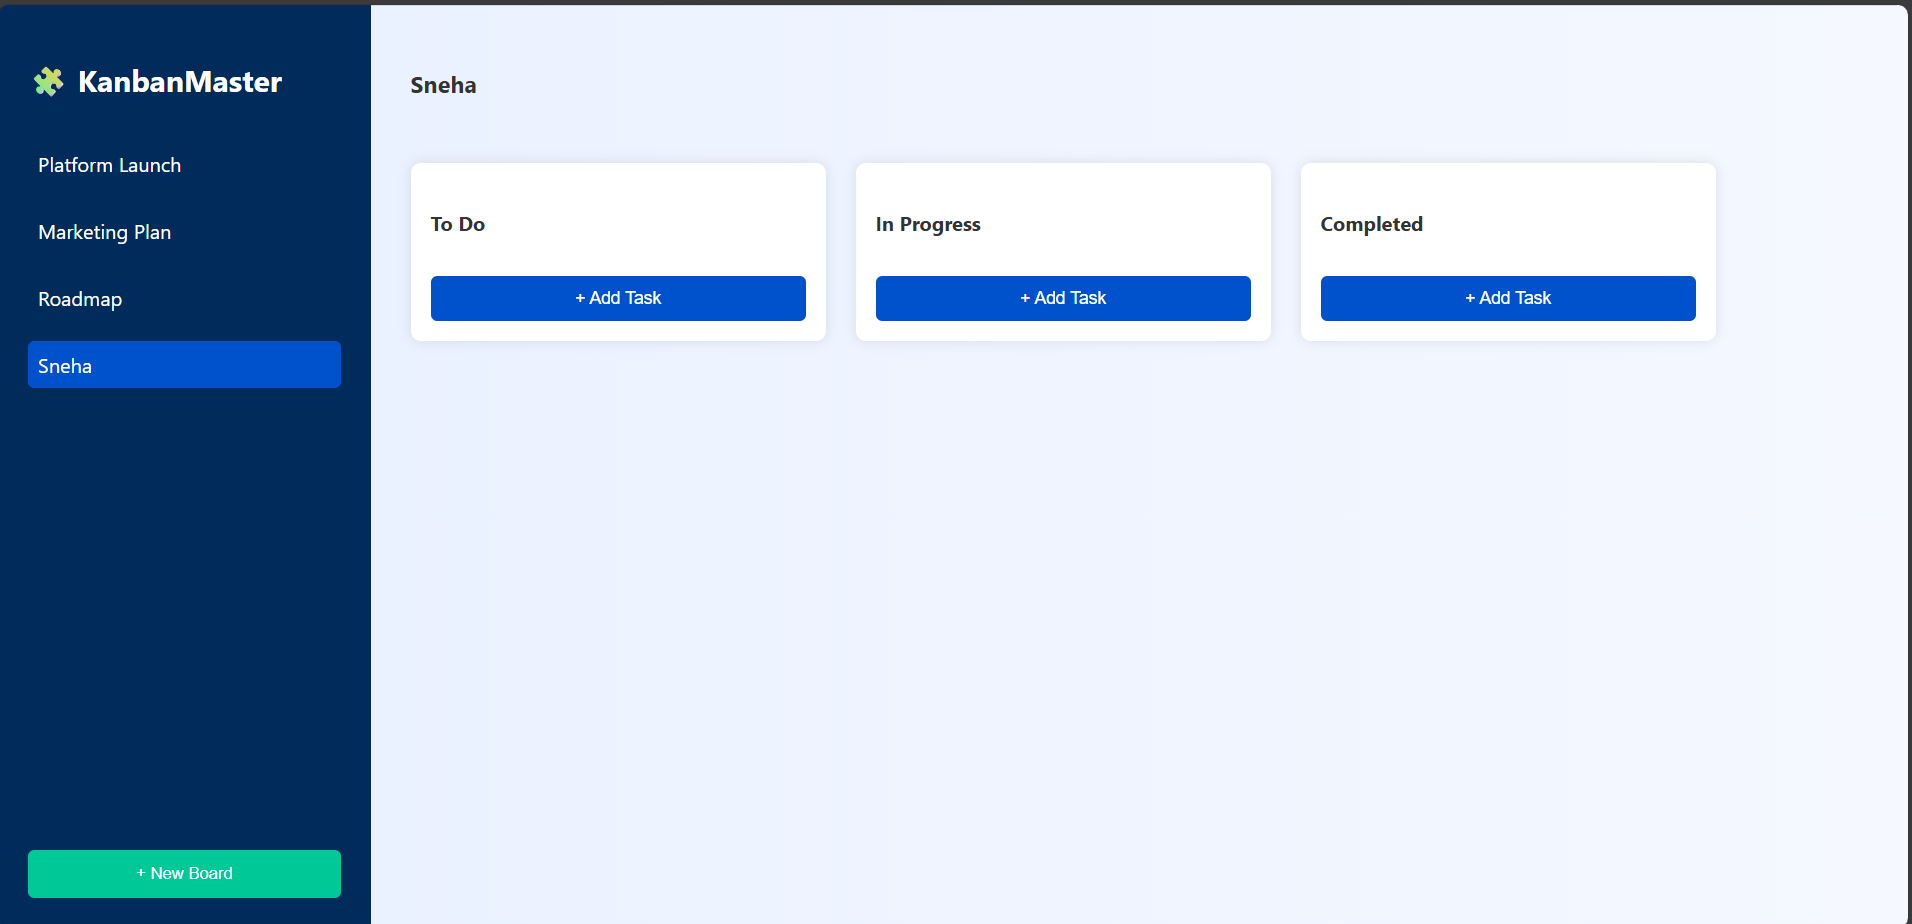 KanbanMaster
Platform Launch
Marketing Plan
Roadmap
Sneha
+ New Board
Sneha
To Do
+ Add Task
In Progress
+ Add Task
Completed
+ Add Task